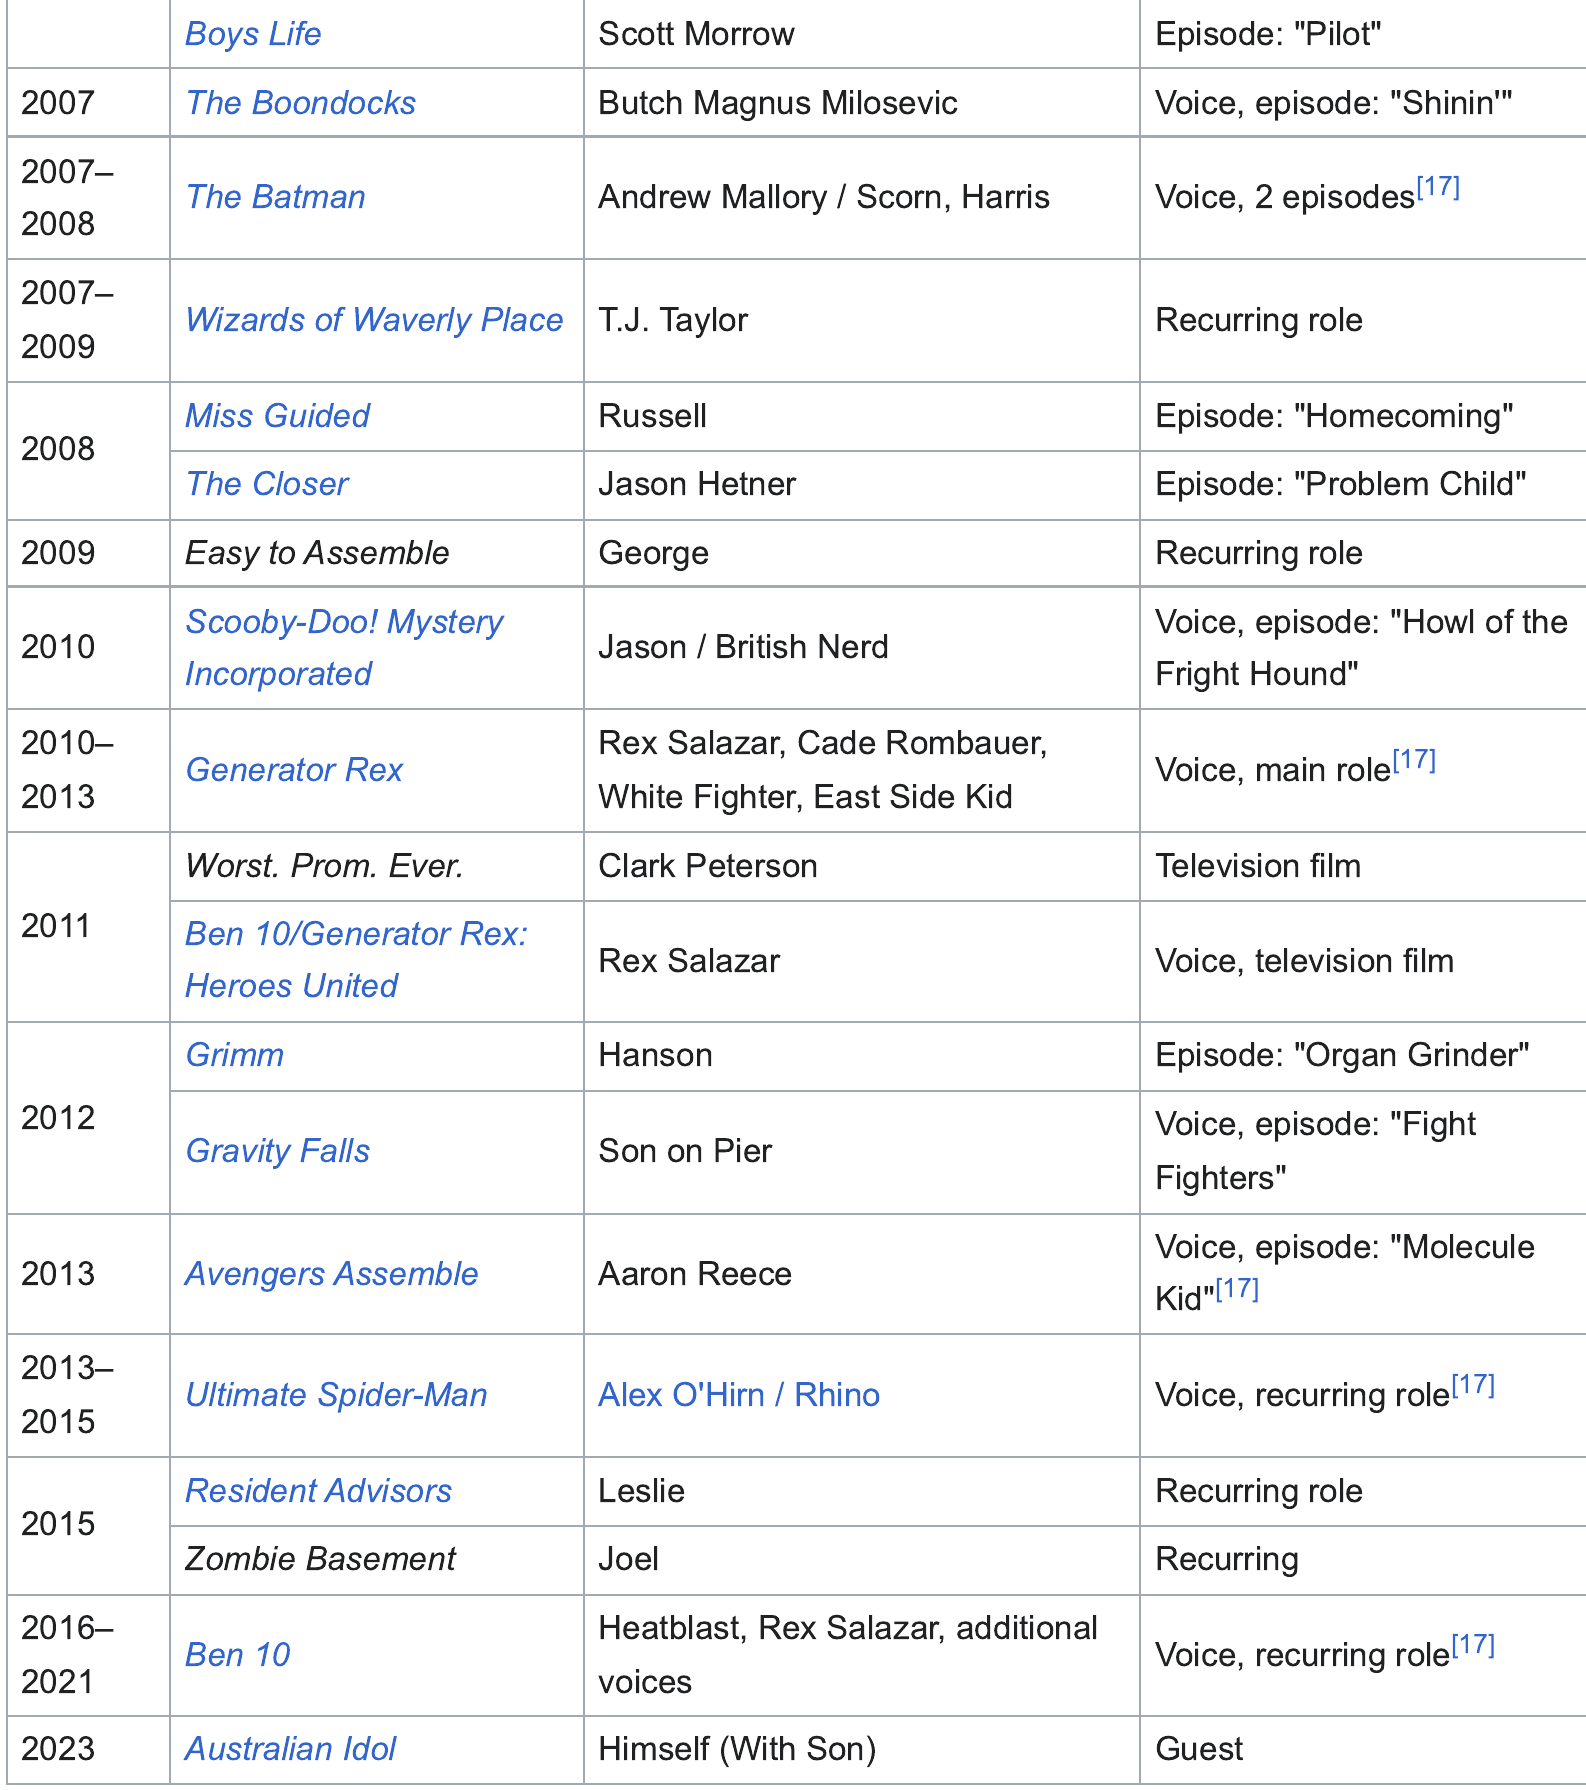 Boys Life Scott Morrow Episode: "Pilot"
2007 The Boondocks Butch Magnus Milosevic Voice, episode: "Shinin'"
2007–
2008
The Batman Andrew Mallory / Scorn, Harris Voice, 2 episodes[17]
2007–
2009
Wizards of Waverly Place T.J. Taylor Recurring role
2008
Miss Guided Russell Episode: "Homecoming"
The Closer Jason Hetner Episode: "Problem Child"
2009 Easy to Assemble George Recurring role
2010
Scooby-Doo! Mystery
Incorporated
Jason / British Nerd
Voice, episode: "Howl of the
Fright Hound"
2010–
2013
Generator Rex
Rex Salazar, Cade Rombauer,
White Fighter, East Side Kid
Voice, main role[17]
2011
Worst. Prom. Ever. Clark Peterson Television film
Ben 10/Generator Rex:
Heroes United
Rex Salazar Voice, television film
2012
Grimm Hanson Episode: "Organ Grinder"
Gravity Falls Son on Pier
Voice, episode: "Fight
Fighters"
2013 Avengers Assemble Aaron Reece
Voice, episode: "Molecule
Kid"[17]
2013–
2015
Ultimate Spider-Man Alex O'Hirn / Rhino Voice, recurring role[17]
2015
Resident Advisors Leslie Recurring role
Zombie Basement Joel Recurring
2016–
2021
Ben 10
Heatblast, Rex Salazar, additional
voices
Voice, recurring role[17]
2023 Australian Idol Himself (With Son) Guest